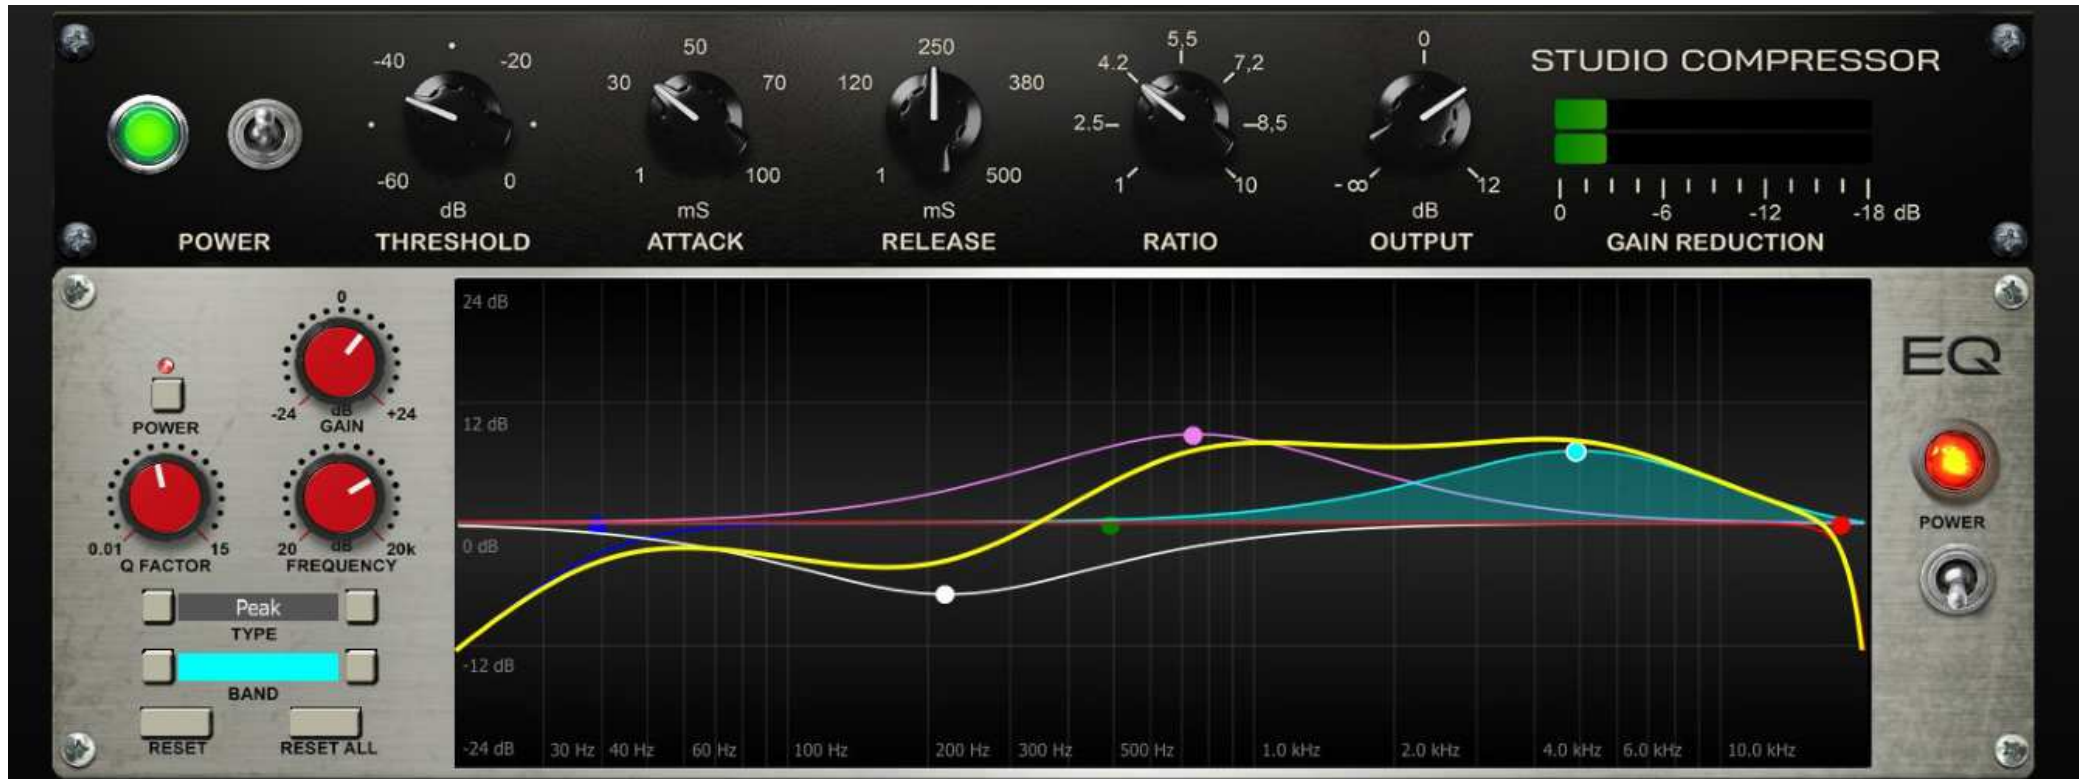 STUDIO COMPRESSOR
-40 -20
-60 0
dB
THRESHOLD
50
30 70
1 100
mS
ATTACK
250
120 380
1 500
mS
RELEASE
5,5
4.2 7,2
2.5 8,5
1 10
RATIO
0
-∞ 12
dB
OUTPUT
0 -6 -12 -18 dB
GAIN REDUCTION
POWER
0
-24 dB +24
GAIN
POWER
0.01 15
Q FACTOR
20 dB 20k
FREQUENCY
Peak
TYPE
BAND
RESET RESET ALL
24 dB
12 dB
0 dB
-12 dB
-24 dB 30 Hz 40 Hz 60 Hz 100 Hz 200 Hz 300 Hz 500 Hz 1.0 kHz 2.0 kHz 4.0 kHz 6.0 kHz 10.0 kHz
EQ
POWER